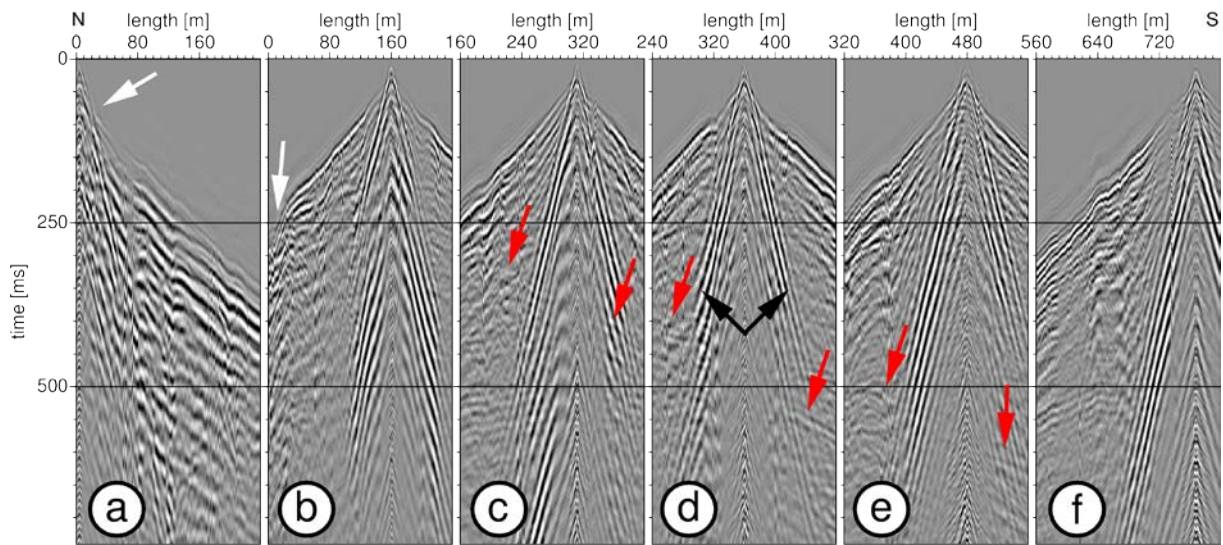 N length [m] length [m] length [m] length [m] length [m] length [m] S
0 80 160 0 80 160 160 240 320 240 320 400 320 400 480 560 640 720
0
250
500
time [ms]
a b c d e f